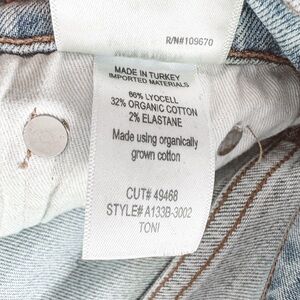 R/N#109670
MADE IN TURKEY
IMPORTED MATERIALS
66% LYOCELL
32% ORGANIC COTTON
2% ELASTANE
Made using organically
grown cotton
CUT# 49468
STYLE# A133B-3002
TONI